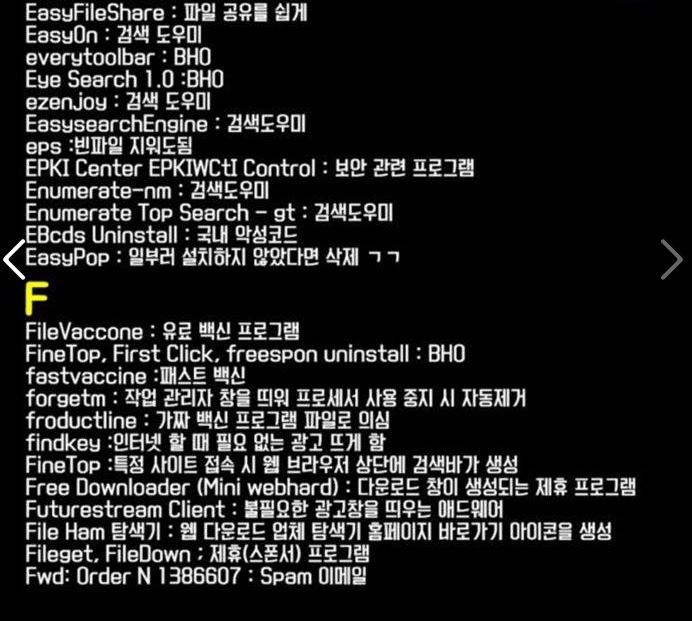 EasyFileShare : 파일 공유를 쉽게
EasyOn : 검색 도우미
everytoolbar : BHO
Eye Search 1.0 :BHO
ezenjoy : 검색 도우미
EasysearchEngine : 검색도우미
eps :빈파일 지워도됨
EPKI Center EPKIWCtI Control : 보안 관련 프로그램
Enumerate-nm : 검색도우미
Enumerate Top Search - gt : 검색도우미
EBcds Uninstall : 국내 악성코드
EasyPop : 일부러 설치하지 않았다면 삭제 ㄱㄱ
F
FileVaccone : 유료 백신 프로그램
FineTop, First Click, freespon uninstall : BHO
fastvaccine :패스트 백신
forgetm : 작업 관리자 창을 띄워 프로세서 사용 중지 시 자동제거
froductline : 가짜 백신 프로그램 파일로 의심
findkey :인터넷 할 때 필요 없는 광고 뜨게 함
FineTop :특정 사이트 접속 시 웹 브라우저 상단에 검색바가 생성
Free Downloader (Mini webhard) : 다운로드 창이 생성되는 제휴 프로그램
Futurestream Client : 불필요한 광고창을 띄우는 애드웨어
File Ham 탐색기 : 웹 다운로드 업체 탐색기 홈페이지 바로가기 아이콘을 생성
Fileget, FileDown ; 제휴(스폰서) 프로그램
Fwd: Order N 1386607 : Spam 이메일